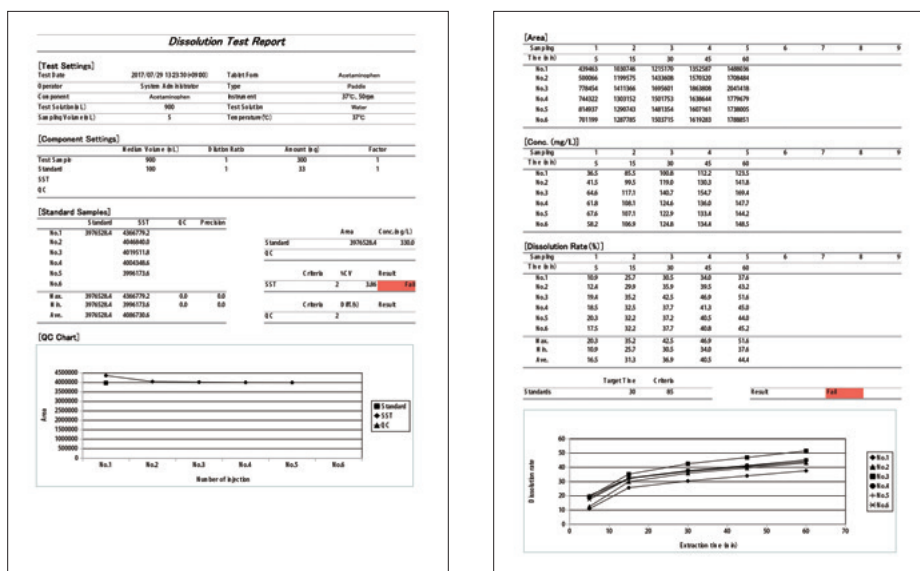 Dissolution Test Report
[Test Settings]
Test Date 2017/07/29 13:23:50 (+09:00) Tablet Form Acetaminophen
Operator System Administrator Type Paddle
Component Acetaminophen Instrument 37°C, 50rpm
Test Solution(mL) 900 Test Solution Water
Sampling Volume(mL) 5 Temperature(°C) 37°C
[Component Settings]
Median Volume (mL) Dilution Ratio Amount (mg) Factor
Test Sample 900 1 300 1
Standard 100 1 33 1
SST
QC
[Standard Samples]
Standard SST QC Precision
No.1 3976528.4 4366779.2
No.2 4046840.8
No.3 4019511.8
No.4 4004348.6
No.5 3996173.6
No.6
Max. 3976528.4 4366779.2 0.0 0.0
Min. 3976528.4 3996173.6 0.0 0.0
Ave. 3976528.4 4086730.6
Area Conc.(mg/L)
Standard 3976528.4 330.0
QC
Criteria %CV Result
SST 2 3.86 Fail
Criteria Diff.(%) Result
QC 2
[QC Chart]
4500000
4000000
3500000
3000000
2500000
2000000
1500000
1000000
500000
0
Area
No.1 No.2 No.3 No.4 No.5 No.6
Number of injection
Standard
SST
QC
[Area]
Sampling 1 2 3 4 5 6 7 8 9
Time (min) 5 15 30 45 60
No.1 439463 1030746 1215170 1352587 1488036
No.2 500066 1199575 1433608 1570320 1708484
No.3 778454 1411366 1695601 1863808 2041418
No.4 744322 1303152 1501753 1638644 1779679
No.5 814937 1290743 1481354 1607161 1738005
No.6 701199 1287785 1503715 1619283 1788851
[Conc. (mg/L)]
Sampling 1 2 3 4 5 6 7 8 9
Time (min) 5 15 30 45 60
No.1 36.5 85.5 100.8 112.2 123.5
No.2 41.5 99.5 119.0 130.3 141.8
No.3 64.6 117.1 140.7 154.7 169.4
No.4 61.8 108.1 124.6 136.0 147.7
No.5 67.6 107.1 122.9 133.4 144.2
No.6 58.2 106.9 124.8 134.4 148.5
[Dissolution Rate(%)]
Sampling 1 2 3 4 5 6 7 8 9
Time (min) 5 15 30 45 60
No.1 10.9 25.7 30.5 34.0 37.6
No.2 12.4 29.9 35.9 39.5 43.2
No.3 19.4 35.2 42.5 46.9 51.6
No.4 18.5 32.5 37.7 41.3 45.0
No.5 20.3 32.2 37.2 40.5 44.0
No.6 17.5 32.2 37.7 40.8 45.2
Max. 20.3 35.2 42.5 46.9 51.6
Min. 10.9 25.7 30.5 34.0 37.6
Ave. 16.5 31.3 36.9 40.5 44.4
Target Time Criteria
Standards 30 85 Result Fail
60
50
40
30
20
10
0
Dissolution rate
0 10 20 30 40 50 60 70
Extraction time (min)
No.1
No.2
No.3
No.4
No.5
No.6